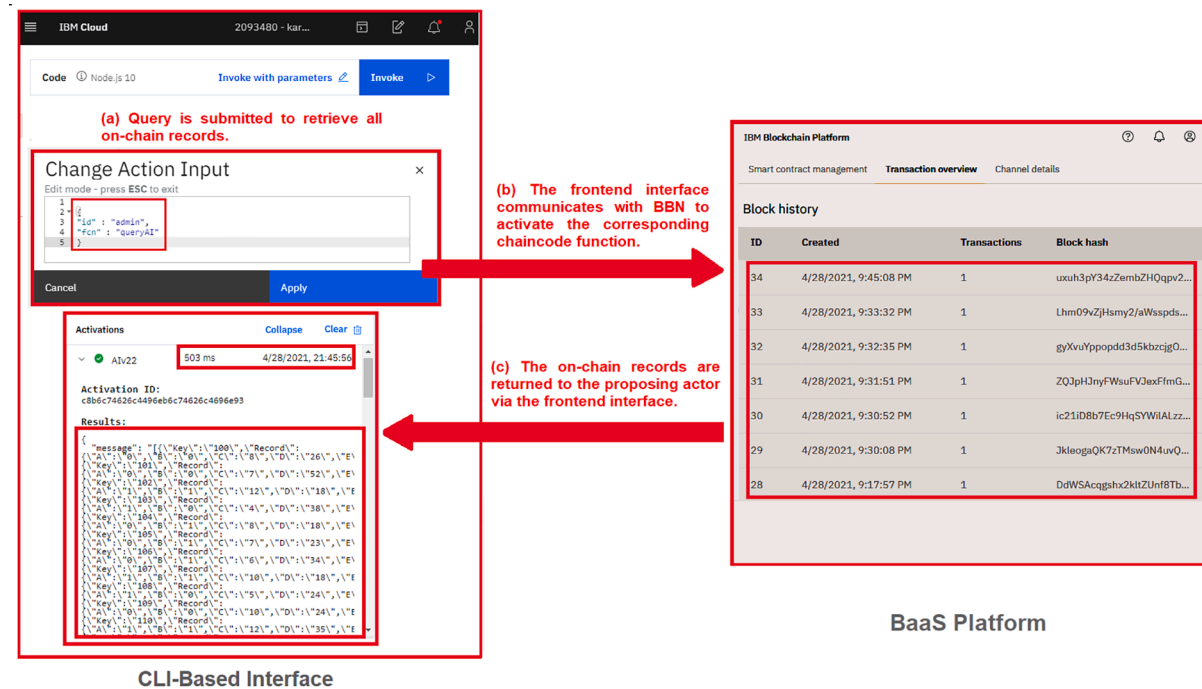 IBM Cloud
2093480 - kar...
Code
Node.js 10
Invoke with parameters
Invoke
(a) Query is submitted to retrieve all
on-chain records.
Change Action Input
Edit mode - press ESC to exit
1
2 {
3 "id" : "admin",
4 "fcn" : "queryAI"
5 }
Cancel
Apply
Activations
Collapse
Clear
AIv22
503 ms
4/28/2021, 21:45:56
Activation ID:
c8b6c74626c4496eb6c74626c4696e93
Results:
{
"message": "[{\"Key\":\"100\",\"Record\":
{\"A\":\"0\",\"B\":\"0\",\"C\":\"8\",\"D\":\"26\",\"E\
{\"Key\":\"101\",\"Record\":
{\"A\":\"0\",\"B\":\"0\",\"C\":\"7\",\"D\":\"52\",\"E\
{\"Key\":\"102\",\"Record\":
{\"A\":\"1\",\"B\":\"1\",\"C\":\"12\",\"D\":\"18\",\"E
{\"Key\":\"103\",\"Record\":
{\"A\":\"1\",\"B\":\"0\",\"C\":\"4\",\"D\":\"38\",\"E\
{\"Key\":\"104\",\"Record\":
{\"A\":\"0\",\"B\":\"1\",\"C\":\"8\",\"D\":\"18\",\"E\
{\"Key\":\"105\",\"Record\":
{\"A\":\"0\",\"B\":\"1\",\"C\":\"7\",\"D\":\"23\",\"E\
{\"Key\":\"106\",\"Record\":
{\"A\":\"0\",\"B\":\"1\",\"C\":\"6\",\"D\":\"34\",\"E\
{\"Key\":\"107\",\"Record\":
{\"A\":\"1\",\"B\":\"1\",\"C\":\"10\",\"D\":\"18\",\"E
{\"Key\":\"108\",\"Record\":
{\"A\":\"1\",\"B\":\"0\",\"C\":\"5\",\"D\":\"24\",\"E\
{\"Key\":\"109\",\"Record\":
{\"A\":\"0\",\"B\":\"0\",\"C\":\"10\",\"D\":\"24\",\"E
{\"Key\":\"110\",\"Record\":
{\"A\":\"1\",\"B\":\"1\",\"C\":\"12\",\"D\":\"35\",\"E
CLI-Based Interface
(b) The frontend interface
communicates with BBN to
activate the corresponding
chaincode function.
(c) The on-chain records are
returned to the proposing actor
via the frontend interface.
IBM Blockchain Platform
Smart contract management
Transaction overview
Channel details
Block history
ID Created Transactions Block hash
34 4/28/2021, 9:45:08 PM 1 uxuh3pY34zZembZHQqpv2...
33 4/28/2021, 9:33:32 PM 1 Lhm09vZjHsmy2/aWsspds...
32 4/28/2021, 9:32:35 PM 1 gyXvuYppopdd3d5kbzcjgO...
31 4/28/2021, 9:31:51 PM 1 ZQJpHJnyFWsuFVJexFfmG...
30 4/28/2021, 9:30:52 PM 1 ic21iD8b7Ec9HqSYWilALzz...
29 4/28/2021, 9:30:08 PM 1 JkleogaQK7zTMsw0N4uvQ...
28 4/28/2021, 9:17:57 PM 1 DdWSAcqgshx2kltZUnf8Tb...
BaaS Platform